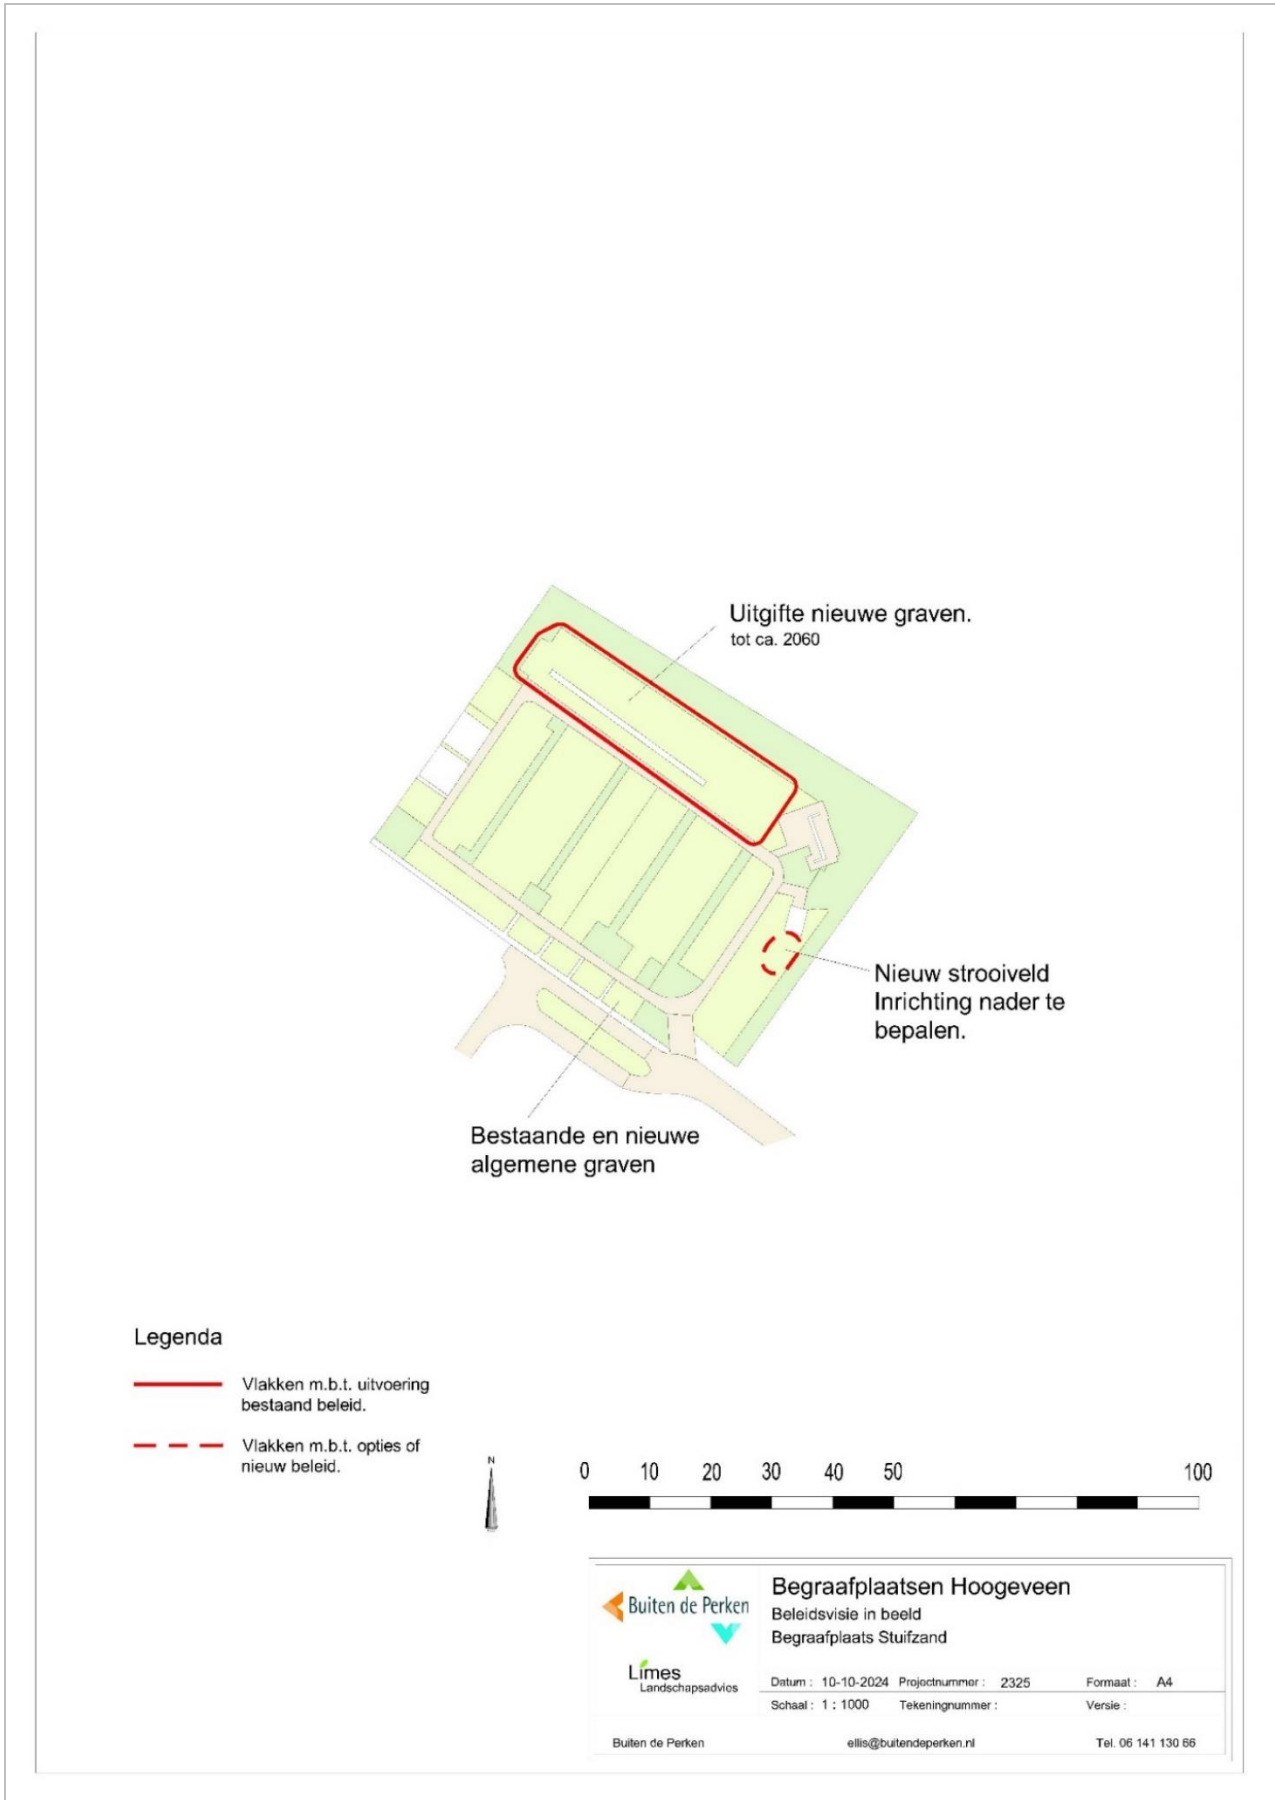 Uitgifte nieuwe graven.
tot ca. 2060
Nieuw strooiveld
Inrichting nader te
bepalen.
Bestaande en nieuwe
algemene graven
Legenda
Vlakken m.b.t. uitvoering
bestaand beleid.
Vlakken m.b.t. opties of
nieuw beleid.
N
0 10 20 30 40 50 100
Buiten de Perken
Limes
Landschapsadvies
Begraafplaatsen Hoogeveen
Beleidsvisie in beeld
Begraafplaats Stuifzand
Datum : 10-10-2024 Projectnummer : 2325 Formaat : A4
Schaal : 1 : 1000 Tekeningnummer : Versie :
Buiten de Perken ellis@buitendeperken.nl Tel. 06 141 130 66